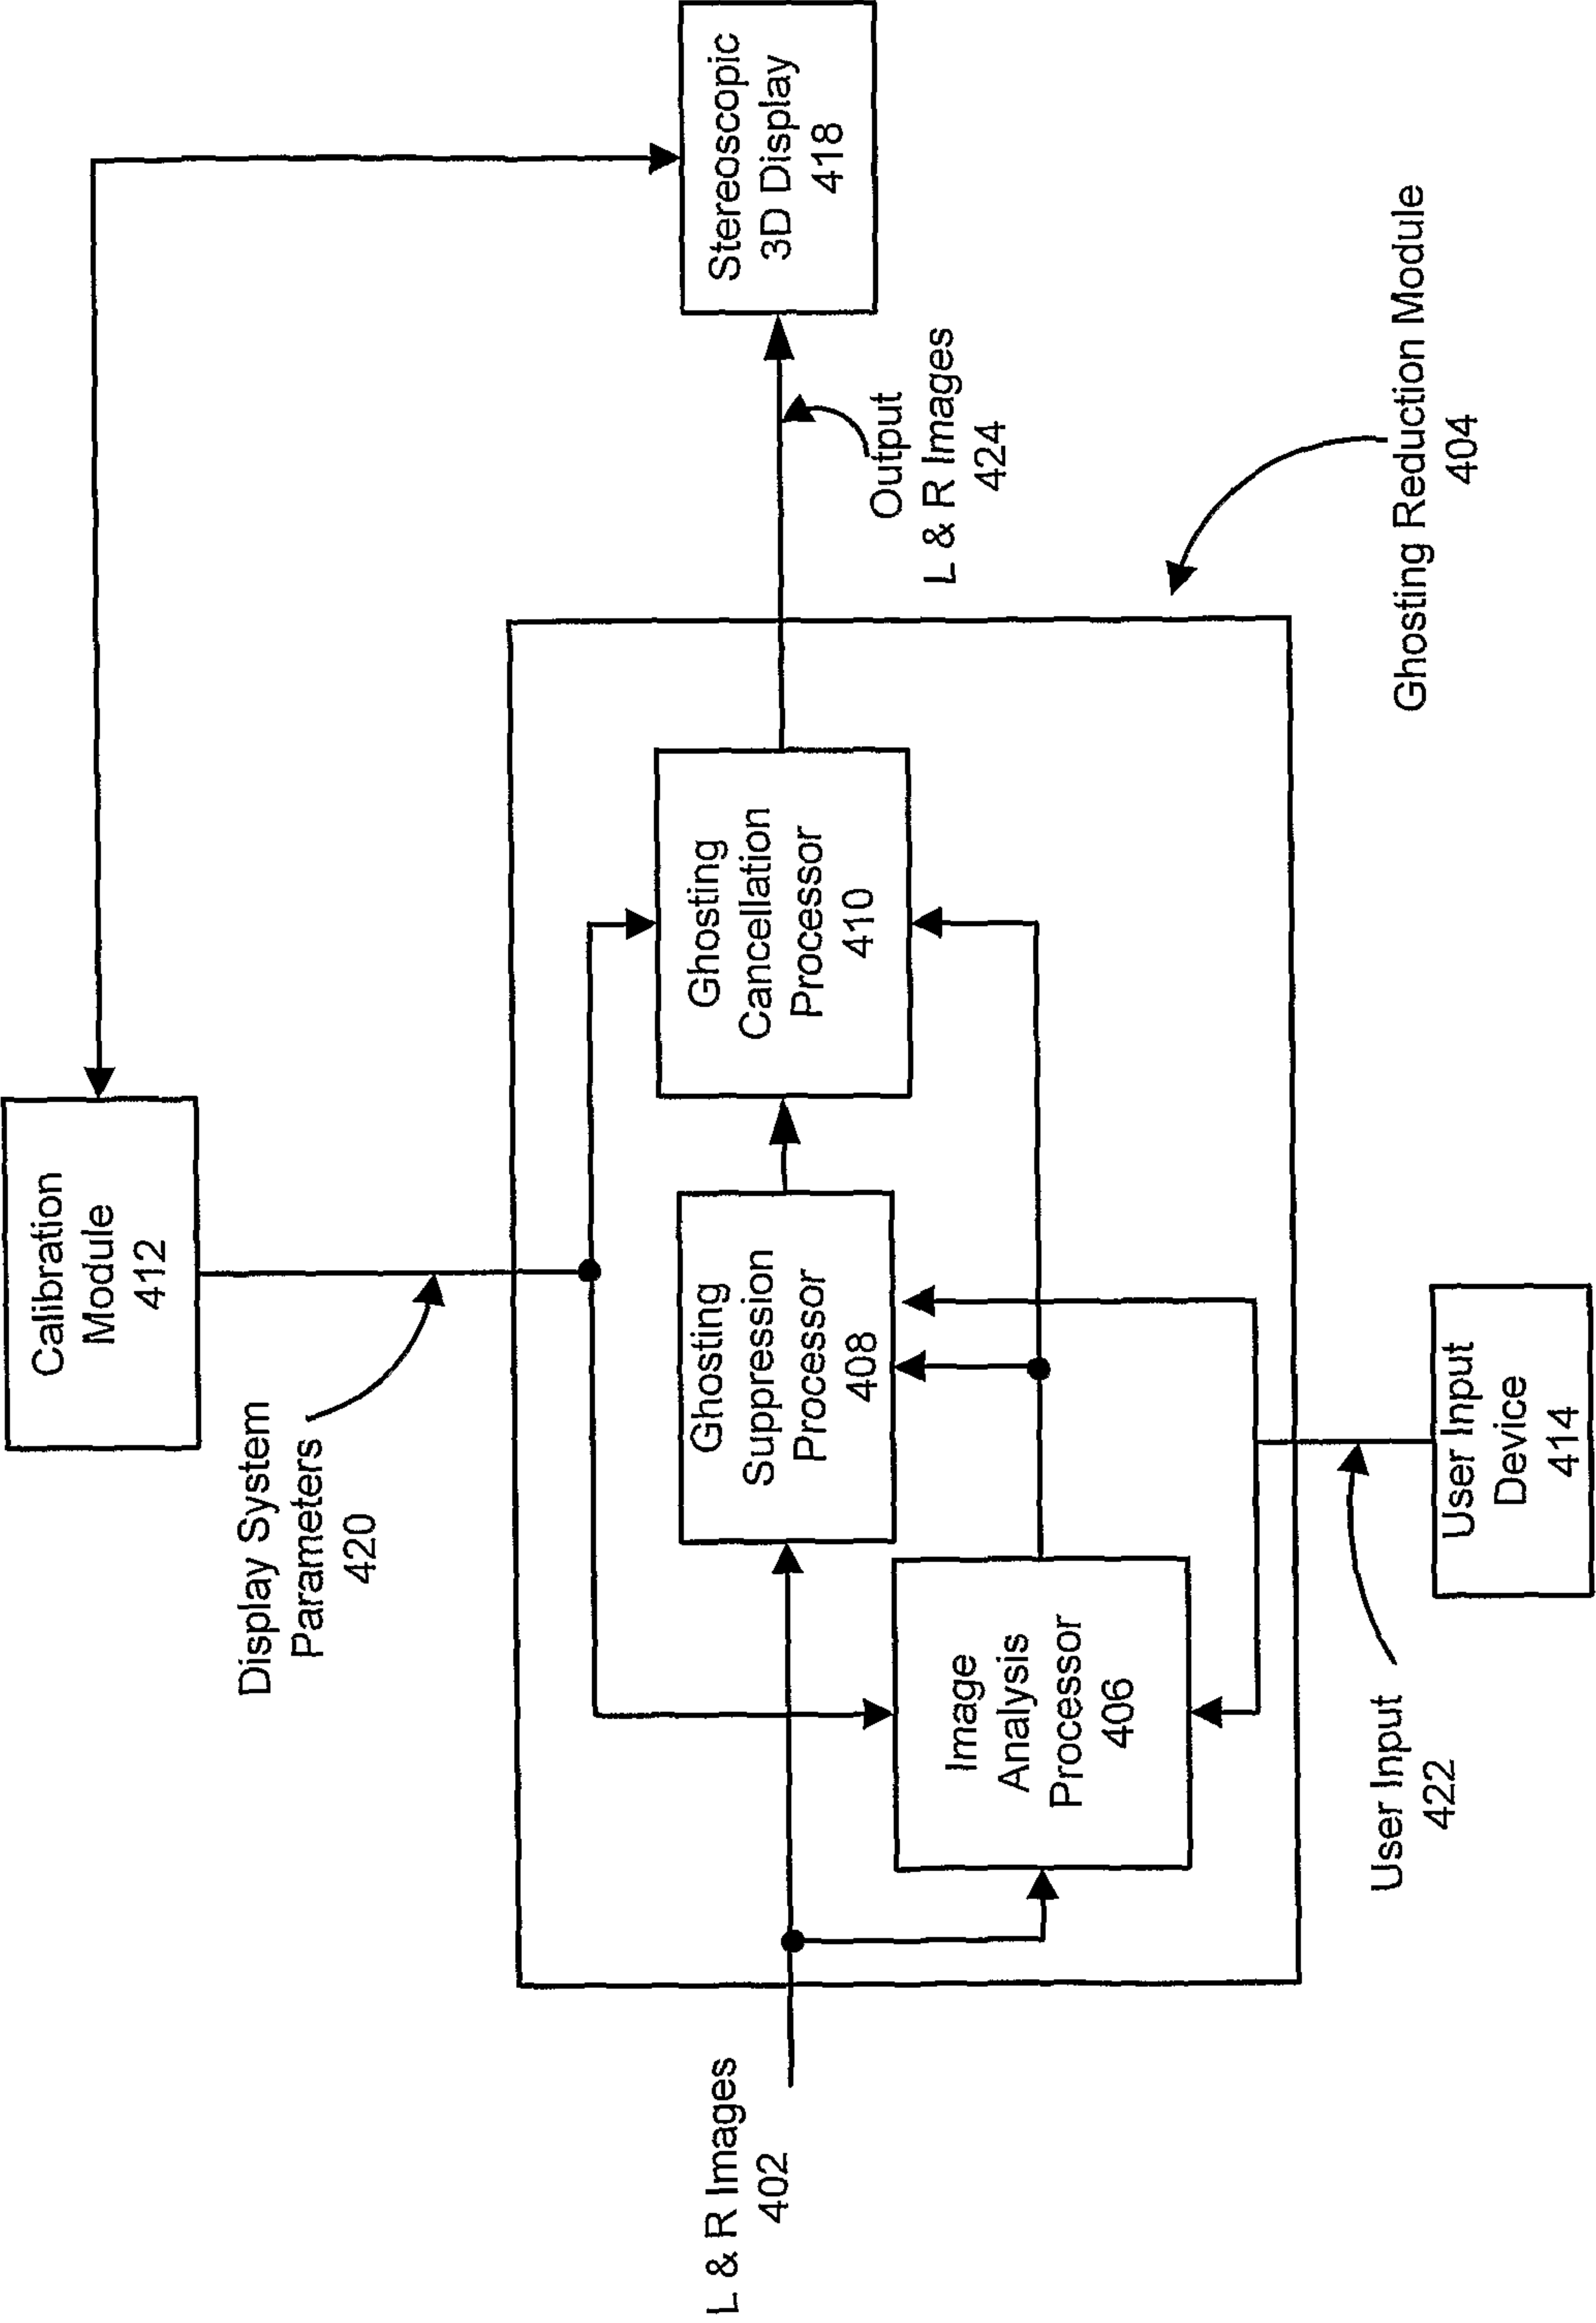 Calibration
Module
412
Display System
Parameters
420
Stereoscopic
3D Display
418
Ghosting
Suppression
Processor
408
Ghosting
Cancellation
Processor
410
Output
L & R Images
424
L & R Images
402
Image
Analysis
Processor
406
User Input
422
User Input
Device
414
Ghosting Reduction Module
404